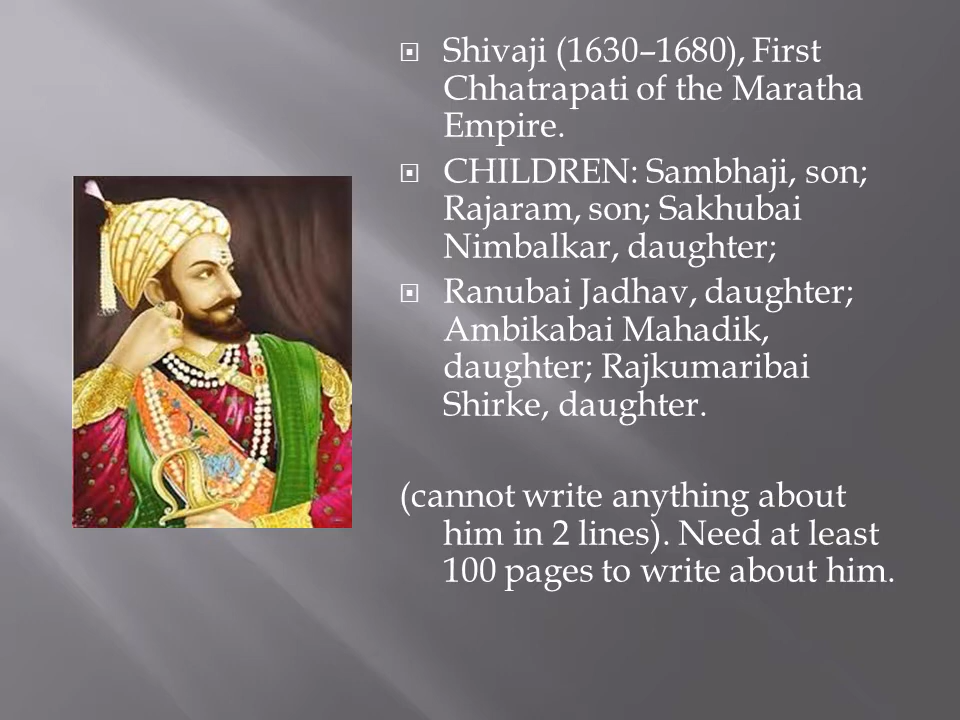 Shivaji (1630–1680), First
Chhatrapati of the Maratha
Empire.
CHILDREN: Sambhaji, son;
Rajaram, son; Sakhubai
Nimbalkar, daughter;
Ranubai Jadhav, daughter;
Ambikabai Mahadik,
daughter; Rajkumaribai
Shirke, daughter.
(cannot write anything about
him in 2 lines). Need at least
100 pages to write about him.